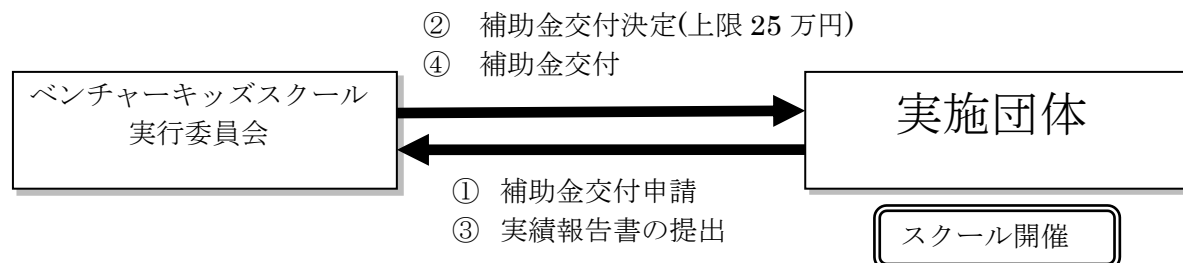 ② 補助金交付決定(上限 25 万円)
④ 補助金交付
ベンチャーキッズスクール
実行委員会
実施団体
① 補助金交付申請
③ 実績報告書の提出
スクール開催